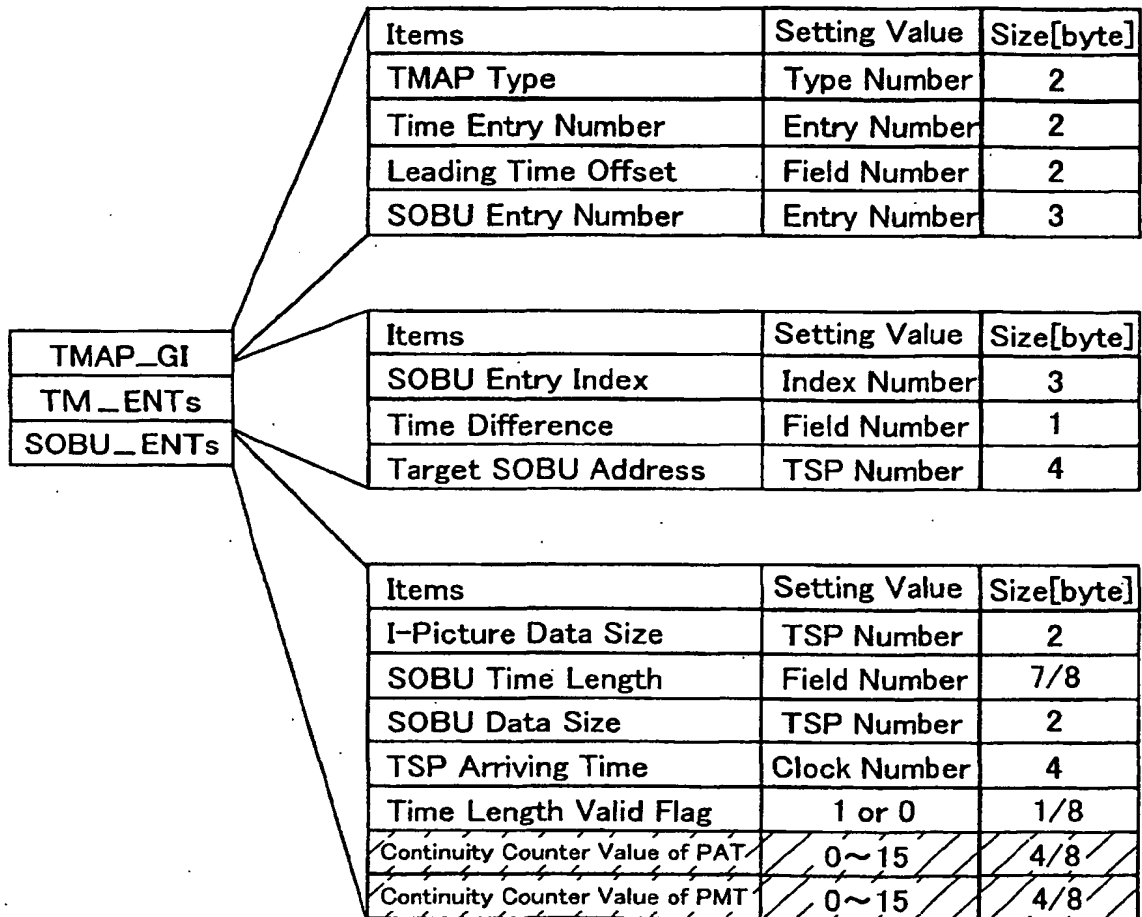 Items Setting Value Size[byte]
TMAP Type Type Number 2
Time Entry Number Entry Number 2
Leading Time Offset Field Number 2
SOBU Entry Number Entry Number 3
TMAP_GI
TM_ENTs
SOBU_ENTs
Items Setting Value Size[byte]
SOBU Entry Index Index Number 3
Time Difference Field Number 1
Target SOBU Address TSP Number 4
Items Setting Value Size[byte]
I-Picture Data Size TSP Number 2
SOBU Time Length Field Number 7/8
SOBU Data Size TSP Number 2
TSP Arriving Time Clock Number 4
Time Length Valid Flag 1 or 0 1/8
Continuity Counter Value of PAT 0~15 4/8
Continuity Counter Value of PMT 0~15 4/8